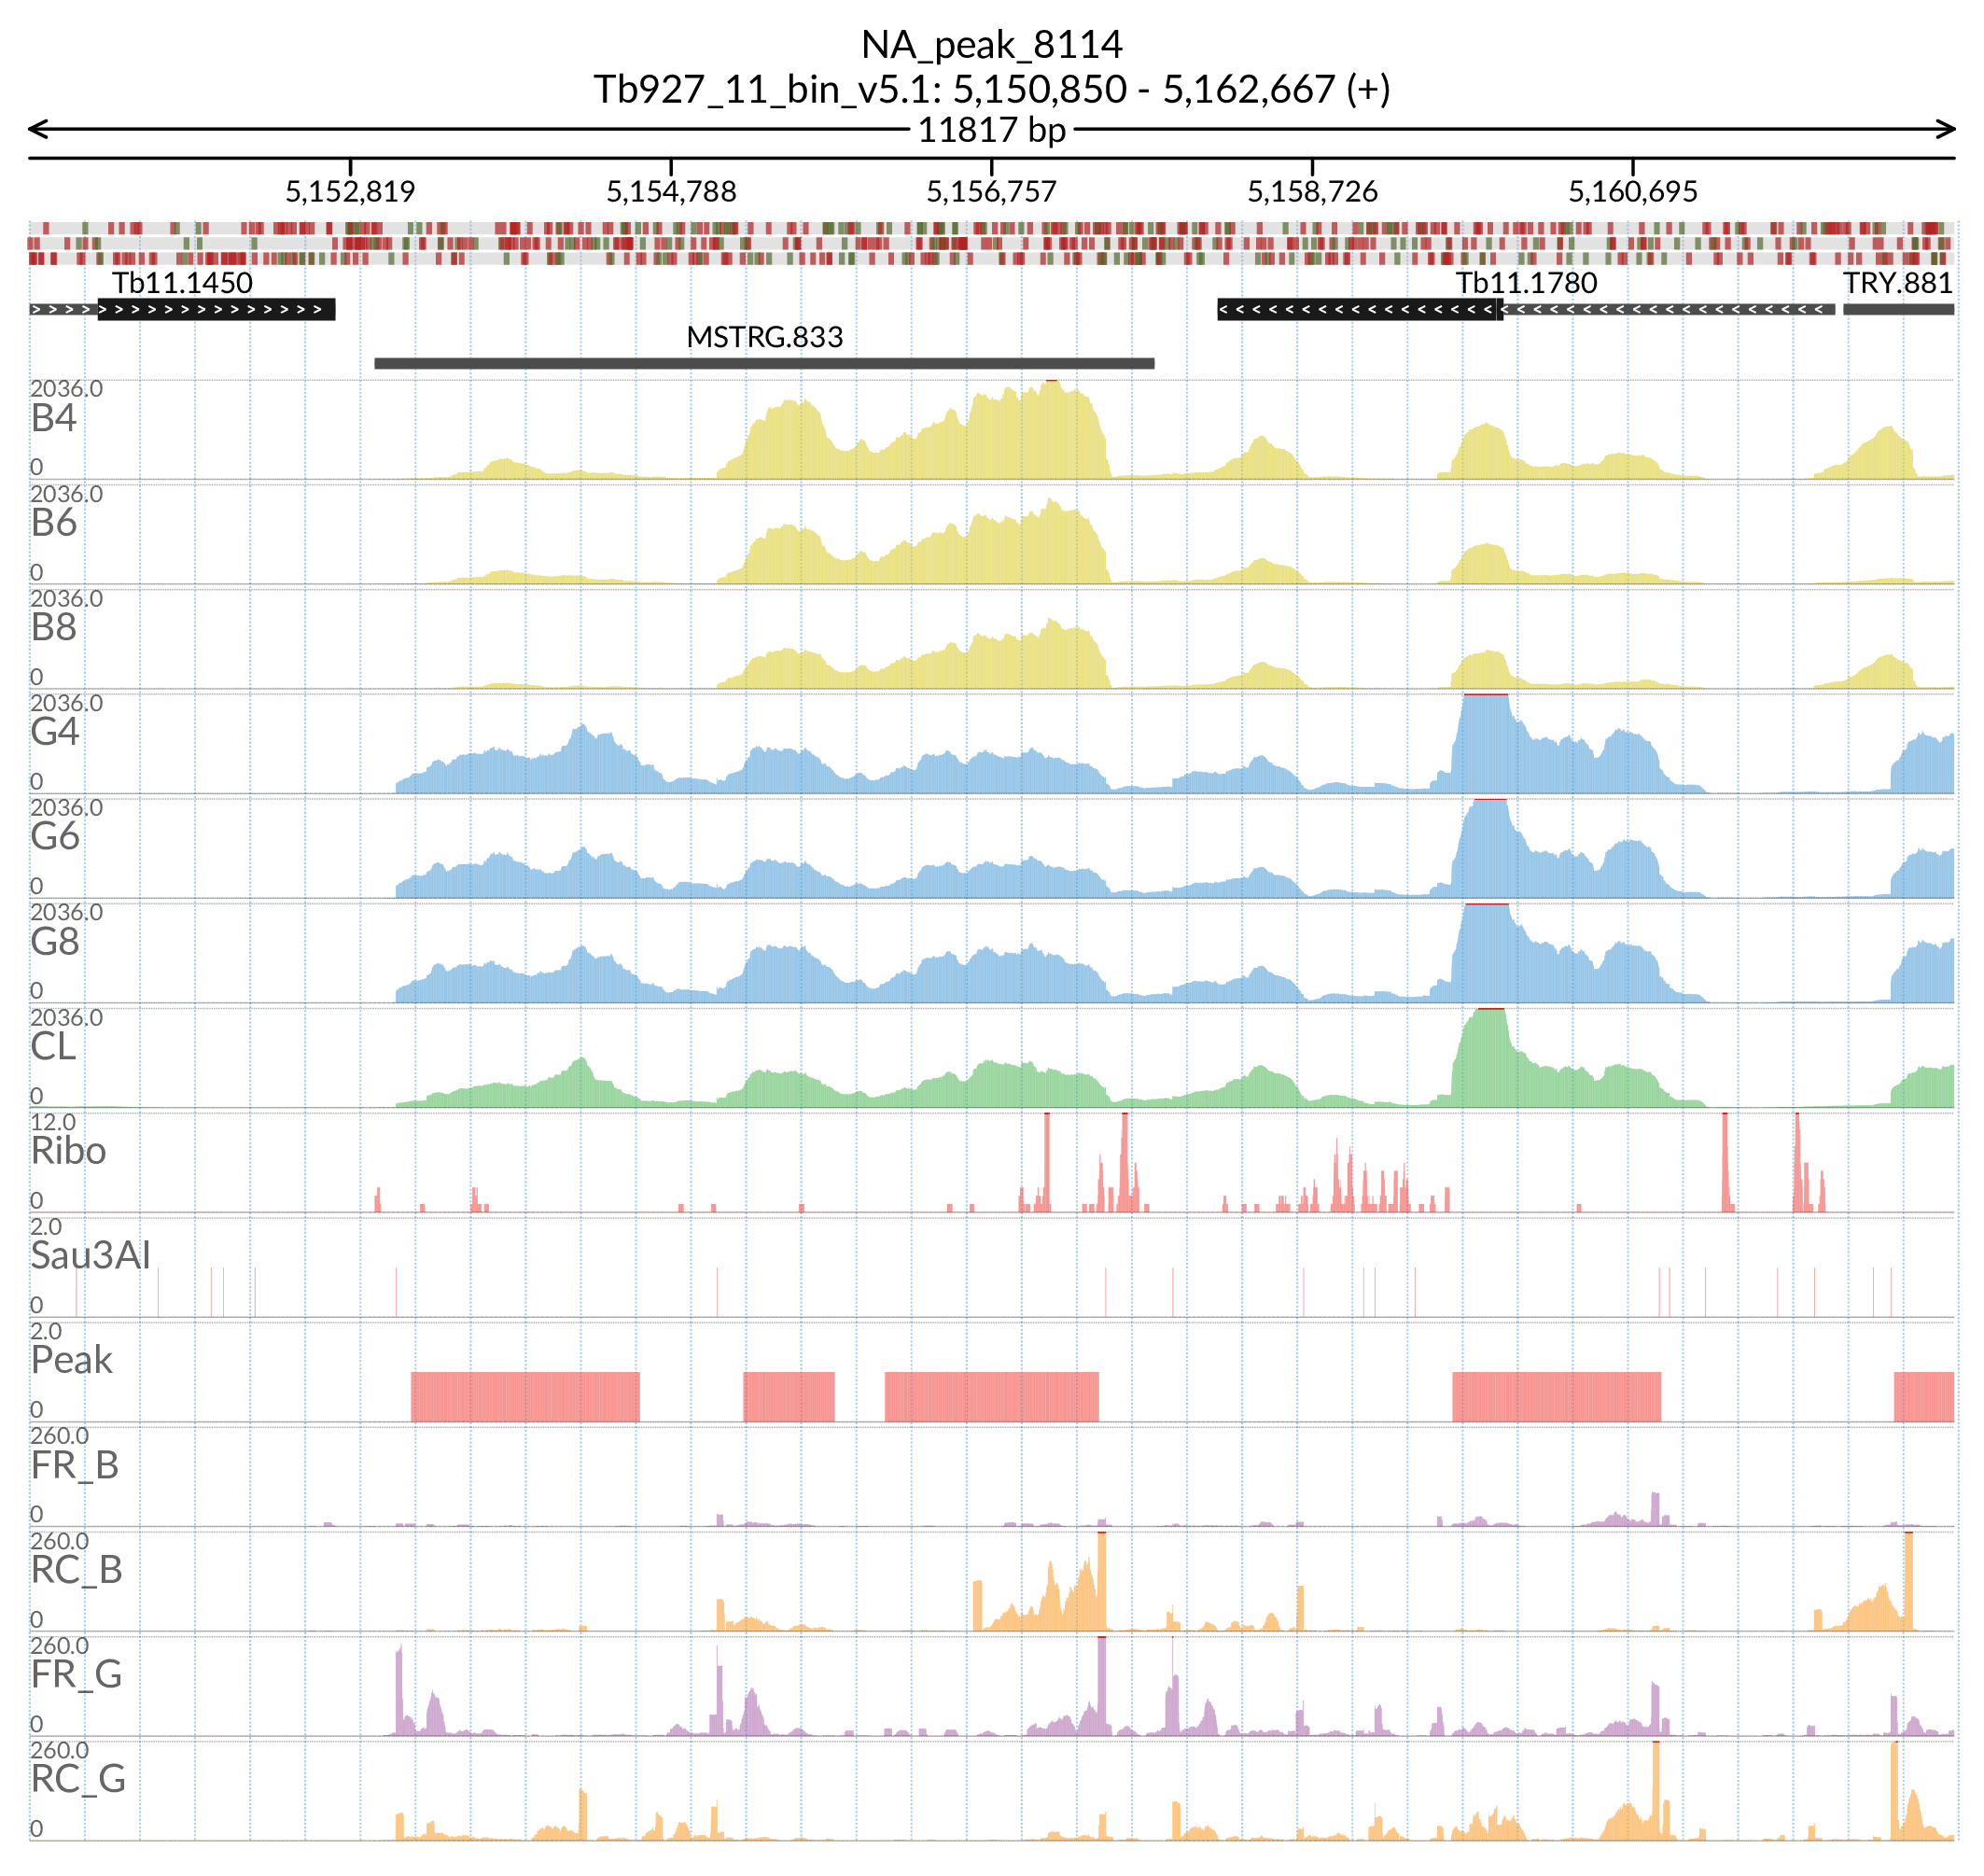 NA_peak_8114
Tb927_11_bin_v5.1: 5,150,850 - 5,162,667 (+)
11817 bp
5,152,819 5,154,788 5,156,757 5,158,726 5,160,695
Tb11.1450 Tb11.1780 TRY.881
MSTRG.833
2036.0
B4
0
2036.0
B6
0
2036.0
B8
0
2036.0
G4
0
2036.0
G6
0
2036.0
G8
0
2036.0
CL
0
12.0
Ribo
0
2.0
Sau3AI
0
2.0
Peak
0
260.0
FR_B
0
260.0
RC_B
0
260.0
FR_G
0
260.0
RC_G
0